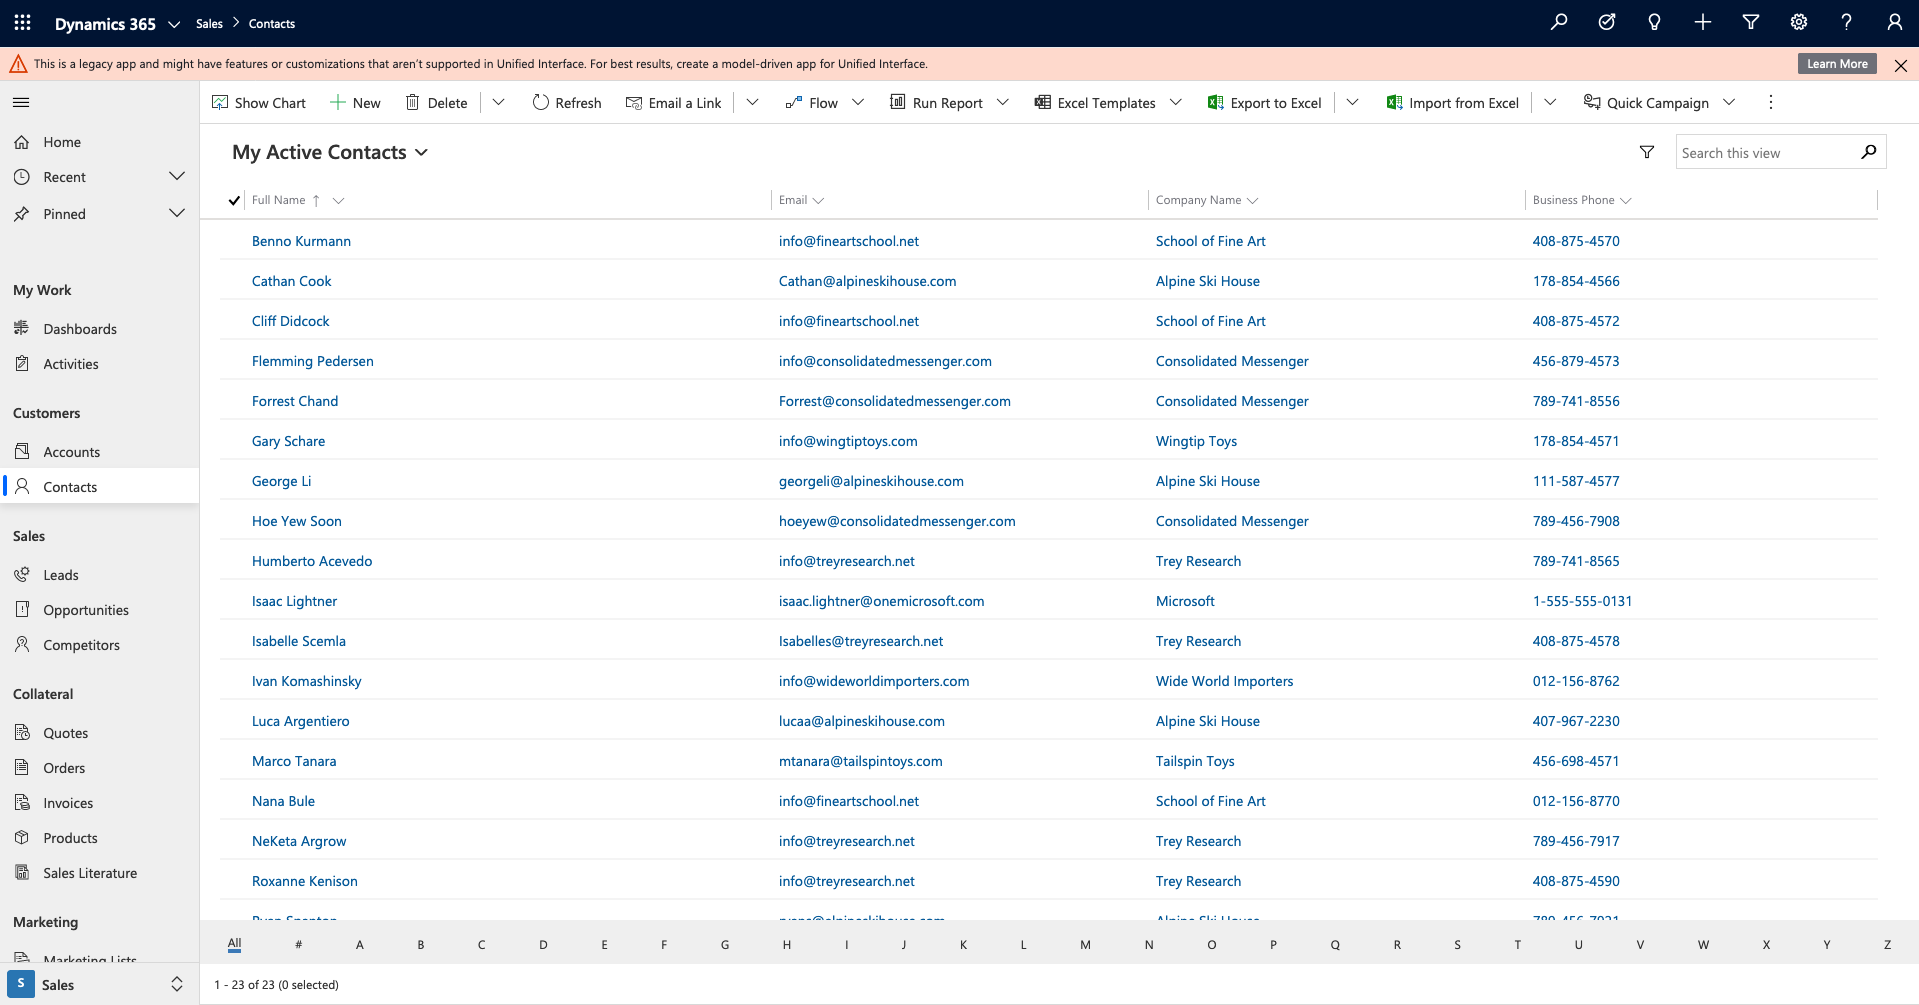 Dynamics 365 Sales > Contacts
This is a legacy app and might have features or customizations that aren't supported in Unified Interface. For best results, create a model-driven app for Unified Interface. Learn More
Show Chart New Delete Refresh Email a Link Flow Run Report Excel Templates Export to Excel Import from Excel Quick Campaign
Home
Recent
Pinned
My Work
Dashboards
Activities
Customers
Accounts
Contacts
Sales
Leads
Opportunities
Competitors
Collateral
Quotes
Orders
Invoices
Products
Sales Literature
Marketing
Marketing Lists
S Sales
My Active Contacts
Search this view
Full Name Email Company Name Business Phone
Benno Kurmann info@fineartschool.net School of Fine Art 408-875-4570
Cathan Cook Cathan@alpineskihouse.com Alpine Ski House 178-854-4566
Cliff Didcock info@fineartschool.net School of Fine Art 408-875-4572
Flemming Pedersen info@consolidatedmessenger.com Consolidated Messenger 456-879-4573
Forrest Chand Forrest@consolidatedmessenger.com Consolidated Messenger 789-741-8556
Gary Schare info@wingtiptoys.com Wingtip Toys 178-854-4571
George Li georgeli@alpineskihouse.com Alpine Ski House 111-587-4577
Hoe Yew Soon hoeyew@consolidatedmessenger.com Consolidated Messenger 789-456-7908
Humberto Acevedo info@treyresearch.net Trey Research 789-741-8565
Isaac Lightner isaac.lightner@onemicrosoft.com Microsoft 1-555-555-0131
Isabelle Scemla Isabelles@treyresearch.net Trey Research 408-875-4578
Ivan Komashinsky info@wideworldimporters.com Wide World Importers 012-156-8762
Luca Argentiero lucaa@alpineskihouse.com Alpine Ski House 407-967-2230
Marco Tanara mtanara@tailspintoys.com Tailspin Toys 456-698-4571
Nana Bule info@fineartschool.net School of Fine Art 012-156-8770
NeKeta Argrow info@treyresearch.net Trey Research 789-456-7917
Roxanne Kenison info@treyresearch.net Trey Research 408-875-4590
Alpine Ski House
All # A B C D E F G H I J K L M N O P Q R S T U V W X Y Z
1 - 23 of 23 (0 selected)